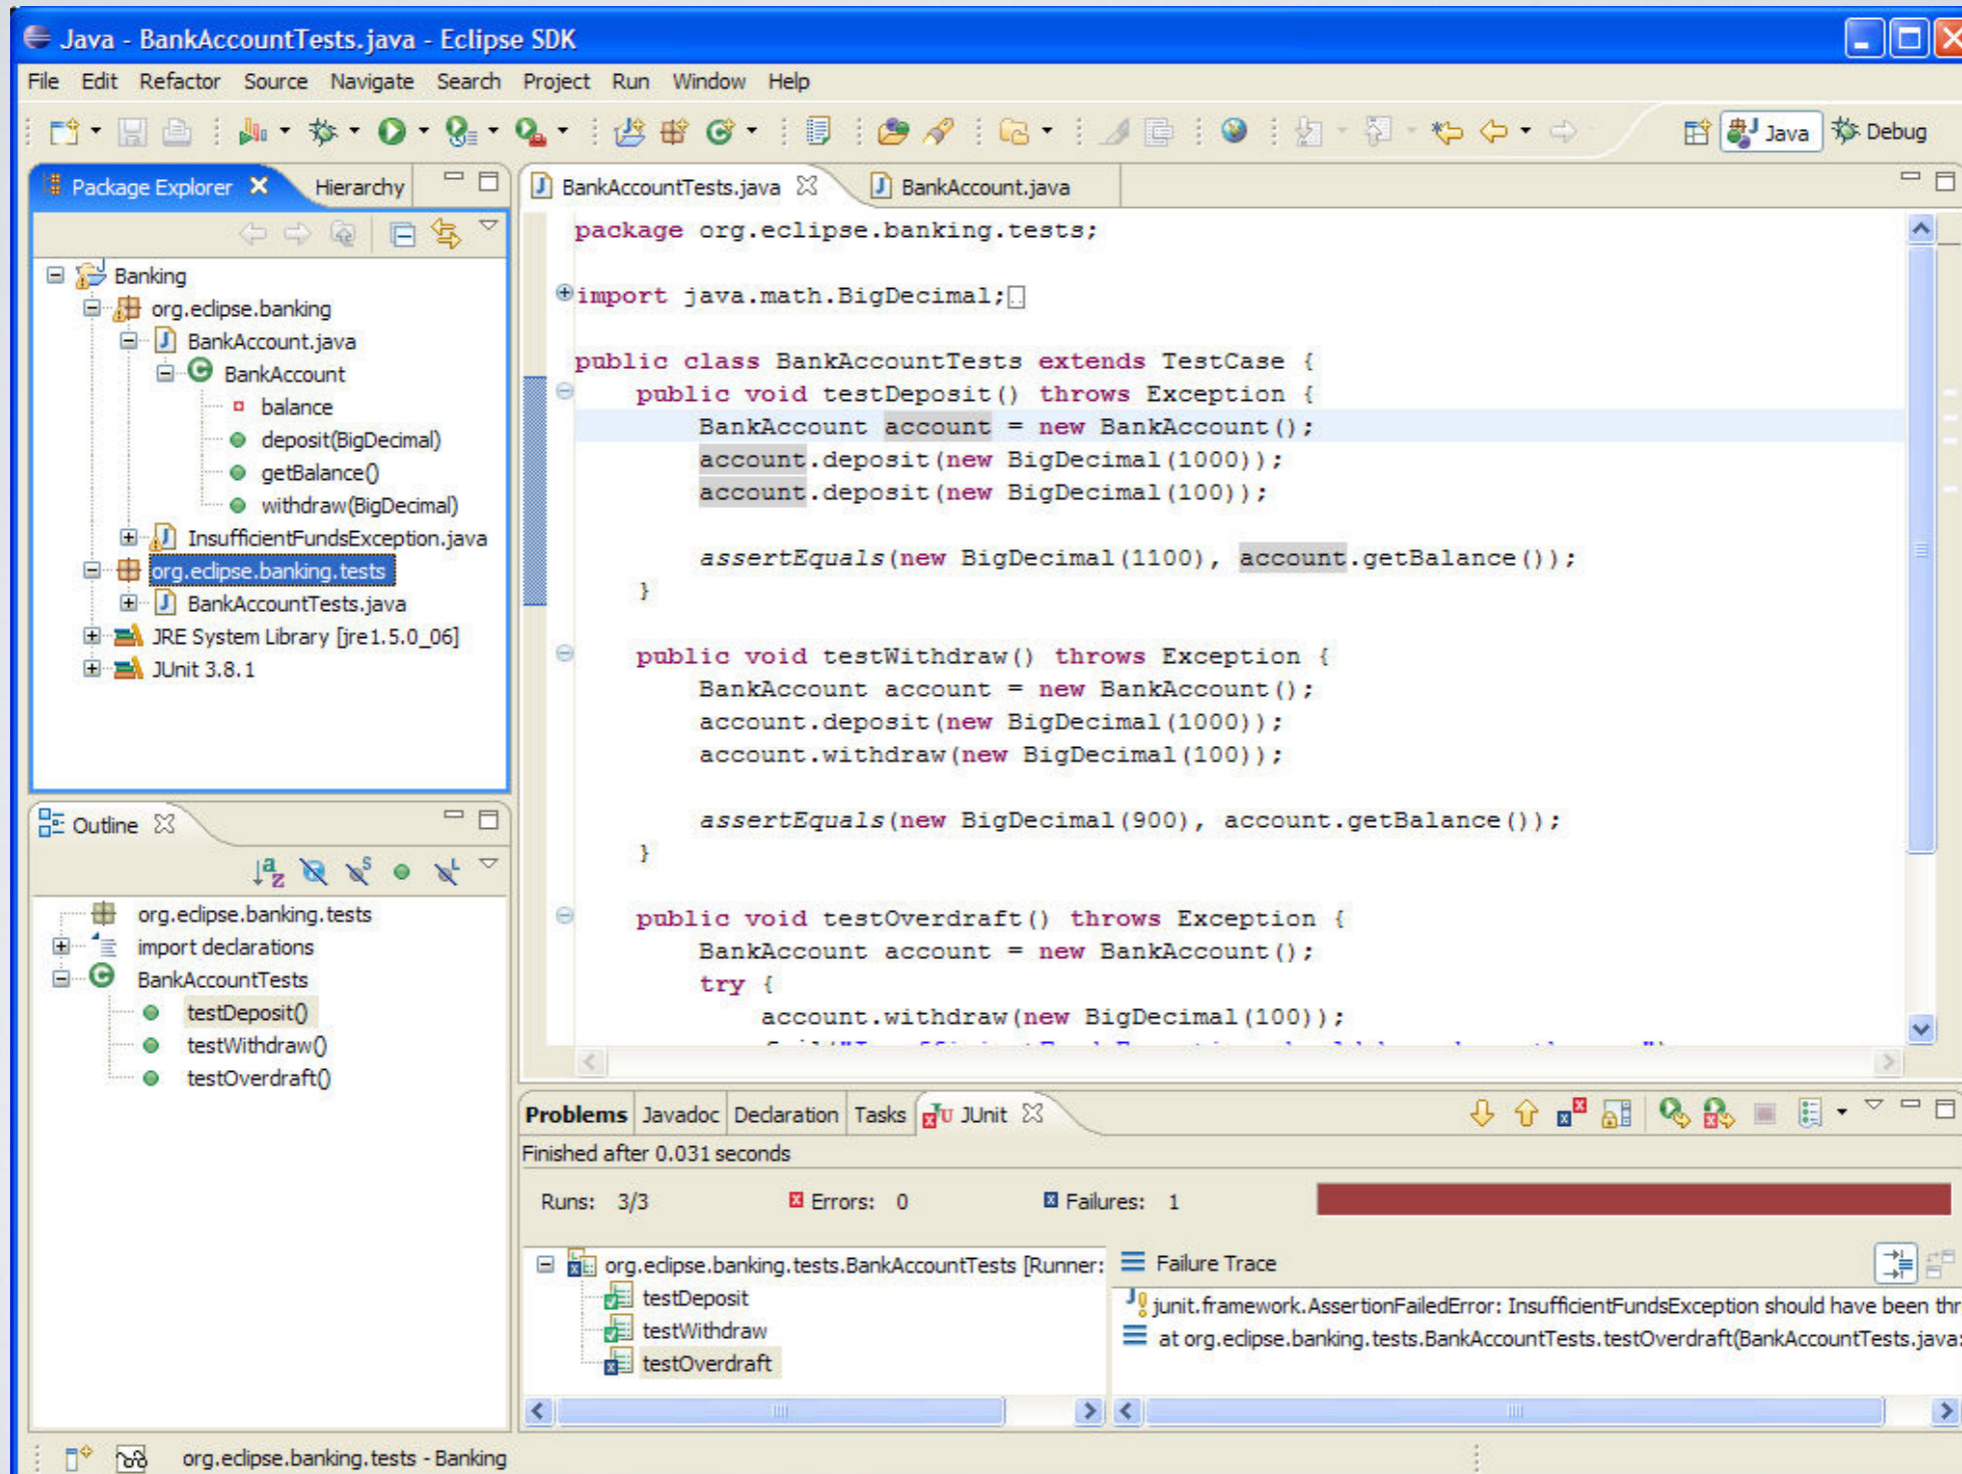 Java - BankAccountTests.java - Eclipse SDK
File Edit Refactor Source Navigate Search Project Run Window Help
Java Debug
Package Explorer Hierarchy
Banking
org.eclipse.banking
BankAccount.java
BankAccount
balance
deposit(BigDecimal)
getBalance()
withdraw(BigDecimal)
InsufficientFundsException.java
org.eclipse.banking.tests
BankAccountTests.java
JRE System Library [jre1.5.0_06]
JUnit 3.8.1
Outline
org.eclipse.banking.tests
import declarations
BankAccountTests
testDeposit()
testWithdraw()
testOverdraft()
BankAccountTests.java BankAccount.java
package org.eclipse.banking.tests;
import java.math.BigDecimal;
public class BankAccountTests extends TestCase {
public void testDeposit() throws Exception {
BankAccount account = new BankAccount();
account.deposit(new BigDecimal(1000));
account.deposit(new BigDecimal(100));
assertEquals(new BigDecimal(1100), account.getBalance());
}
public void testWithdraw() throws Exception {
BankAccount account = new BankAccount();
account.deposit(new BigDecimal(1000));
account.withdraw(new BigDecimal(100));
assertEquals(new BigDecimal(900), account.getBalance());
}
public void testOverdraft() throws Exception {
BankAccount account = new BankAccount();
try {
account.withdraw(new BigDecimal(100));
Problems Javadoc Declaration Tasks JUnit
Finished after 0.031 seconds
Runs: 3/3 Errors: 0 Failures: 1
org.eclipse.banking.tests.BankAccountTests [Runner:
testDeposit
testWithdraw
testOverdraft
Failure Trace
junit.framework.AssertionFailedError: InsufficientFundsException should have been thr
at org.eclipse.banking.tests.BankAccountTests.testOverdraft(BankAccountTests.java:
org.eclipse.banking.tests - Banking